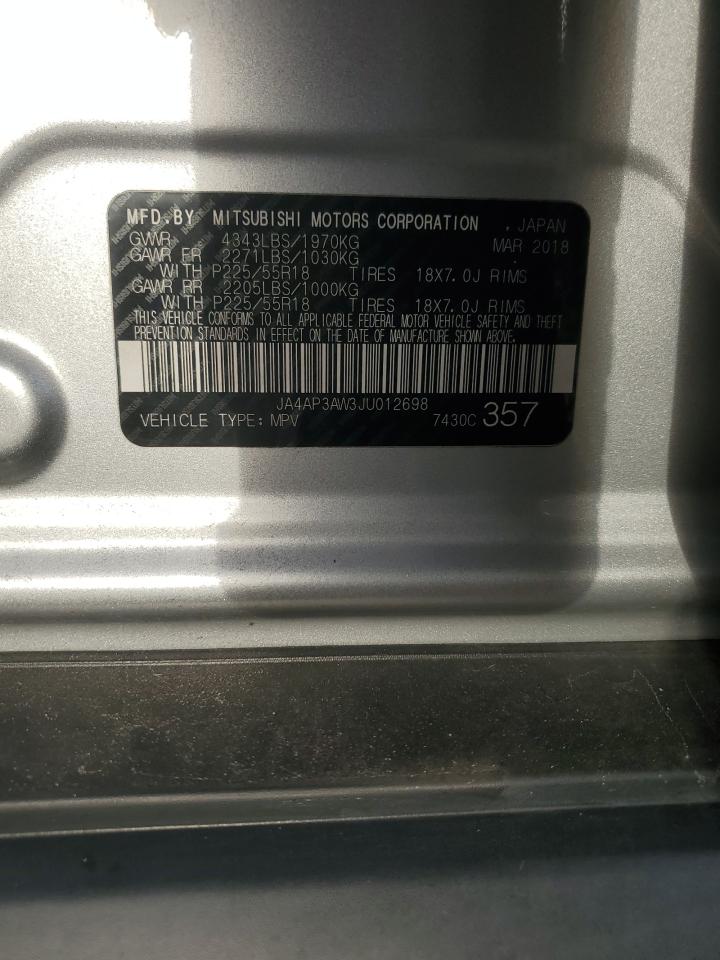 MFD.BY MITSUBISHI MOTORS CORPORATION , JAPAN
GVWR 4343LBS/1970KG MAR 2018
GAWR FR 2271LBS/1030KG
WITH P225/55R18 TIRES 18X7.0J RIMS
GAWR RR 2205LBS/1000KG
WITH P225/55R18 TIRES 18X7.0J RIMS
THIS VEHICLE CONFORMS TO ALL APPLICABLE FEDERAL MOTOR VEHICLE SAFETY AND THEFT
PREVENTION STANDARDS IN EFFECT ON THE DATE OF MANUFACTURE SHOWN ABOVE.
JA4AP3AW3JU012698
VEHICLE TYPE: MPV 7430C 357